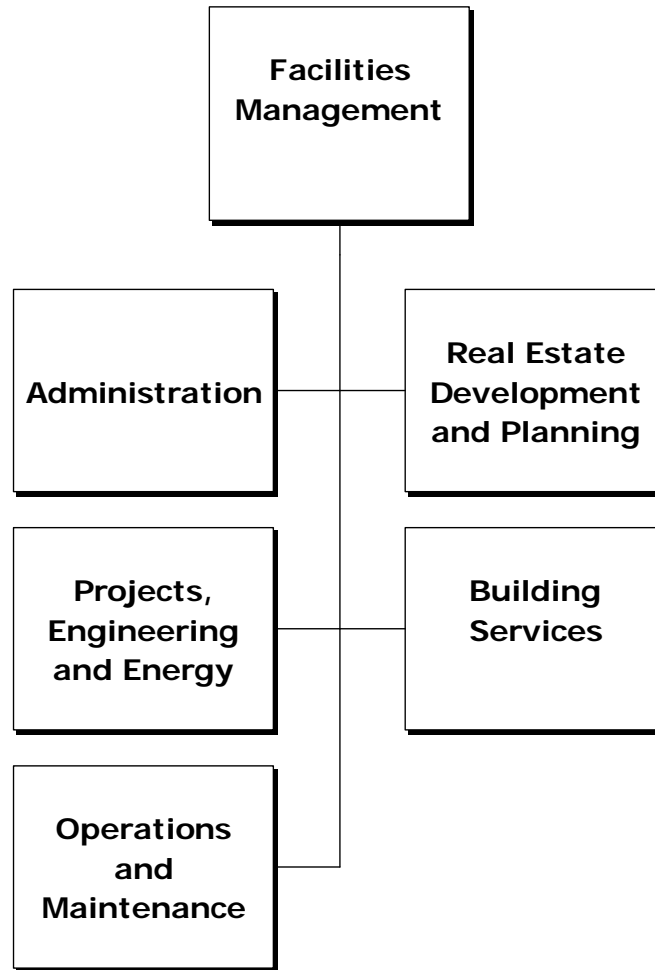 Facilities
Management
Administration
Real Estate
Development
and Planning
Projects,
Engineering
and Energy
Building
Services
Operations
and
Maintenance